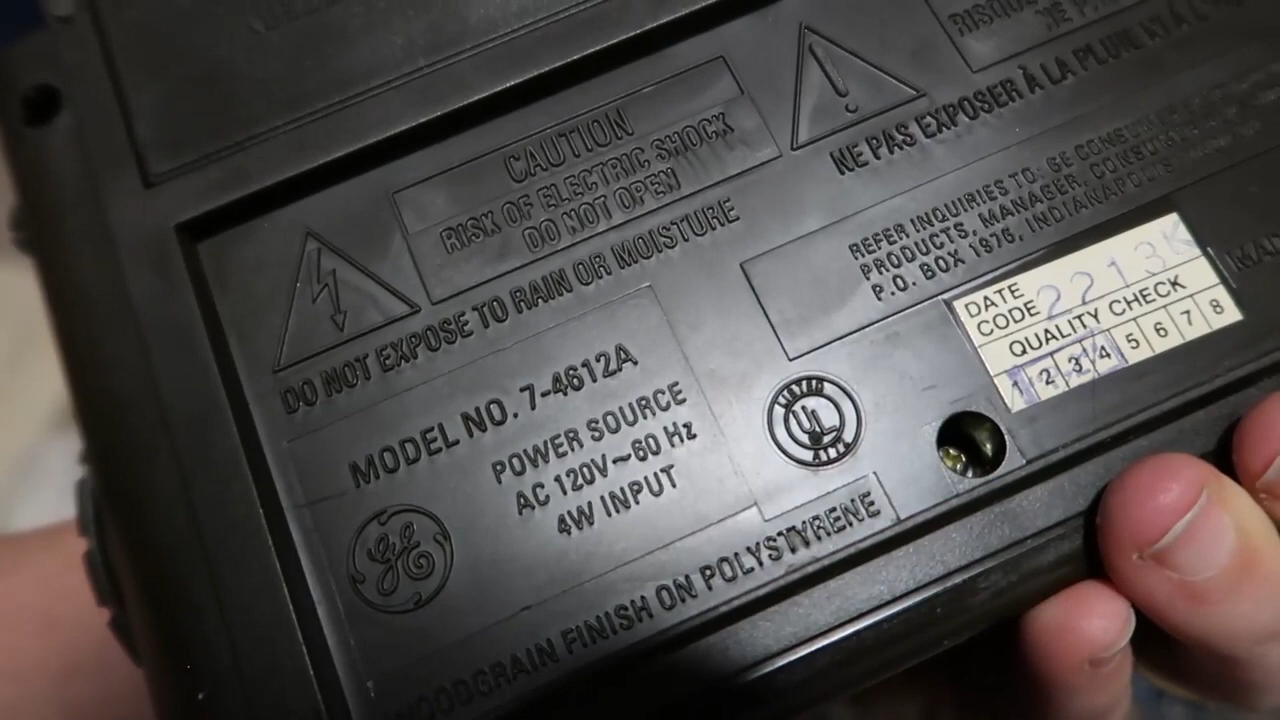 CAUTION
RISK OF ELECTRIC SHOCK
DO NOT OPEN
DO NOT EXPOSE TO RAIN OR MOISTURE
NE PAS EXPOSER À LA PLUIE
REFER INQUIRIES TO: GE CONSUMER
PRODUCTS, MANAGER, CONSUMER
P.O. BOX 1976, INDIANAPOLIS
MODEL NO. 7-4612A
POWER SOURCE
AC 120V~60 Hz
4W INPUT
GE
LISTED
UL
DATE
CODE 2213K
QUALITY CHECK
1 2 3 4 5 6 7 8
WOODGRAIN FINISH ON POLYSTYRENE